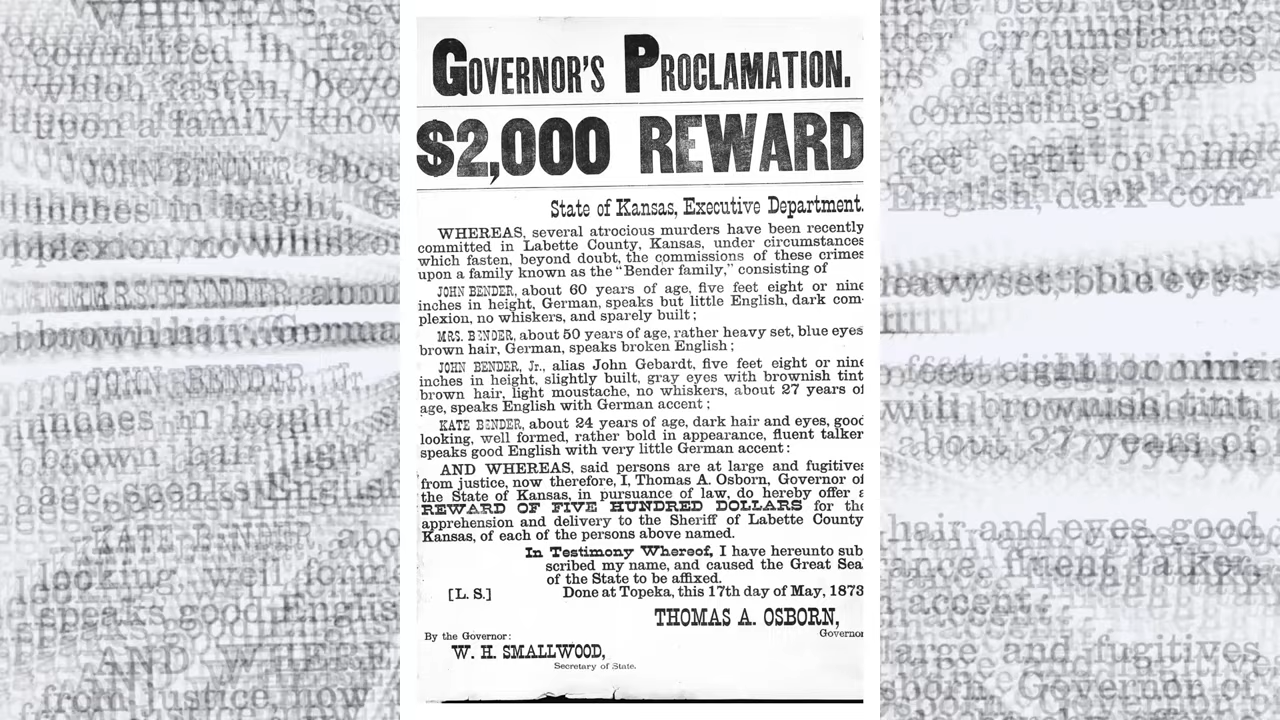 GOVERNOR'S PROCLAMATION.
$2,000 REWARD
State of Kansas, Executive Department.
WHEREAS, several atrocious murders have been recently
committed in Labette County, Kansas, under circumstances
which fasten, beyond doubt, the commissions of these crimes
upon a family known as the "Bender family," consisting of
JOHN BENDER, about 60 years of age, five feet eight or nine
inches in height, German, speaks but little English, dark com-
plexion, no whiskers, and sparely built;
MRS. BENDER, about 50 years of age, rather heavy set, blue eyes
brown hair, German, speaks broken English;
JOHN BENDER, Jr., alias John Gebardt, five feet eight or nine
inches in height, slightly built, gray eyes with brownish tint
brown hair, light moustache, no whiskers, about 27 years of
age, speaks English with German accent;
KATE BENDER, about 24 years of age, dark hair and eyes, good
looking, well formed, rather bold in appearance, fluent talker
speaks good English with very little German accent:
AND WHEREAS, said persons are at large and fugitives
from justice, now therefore, I, Thomas A. Osborn, Governor of
the State of Kansas, in pursuance of law, do hereby offer a
REWARD OF FIVE HUNDRED DOLLARS for the
apprehension and delivery to the Sheriff of Labette County
Kansas, of each of the persons above named.
In Testimony Whereof, I have hereunto sub
scribed my name, and caused the Great Sea
of the State to be affixed.
[L. S.] Done at Topeka, this 17th day of May, 1873
THOMAS A. OSBORN,
Governor
By the Governor:
W. H. SMALLWOOD,
Secretary of State.